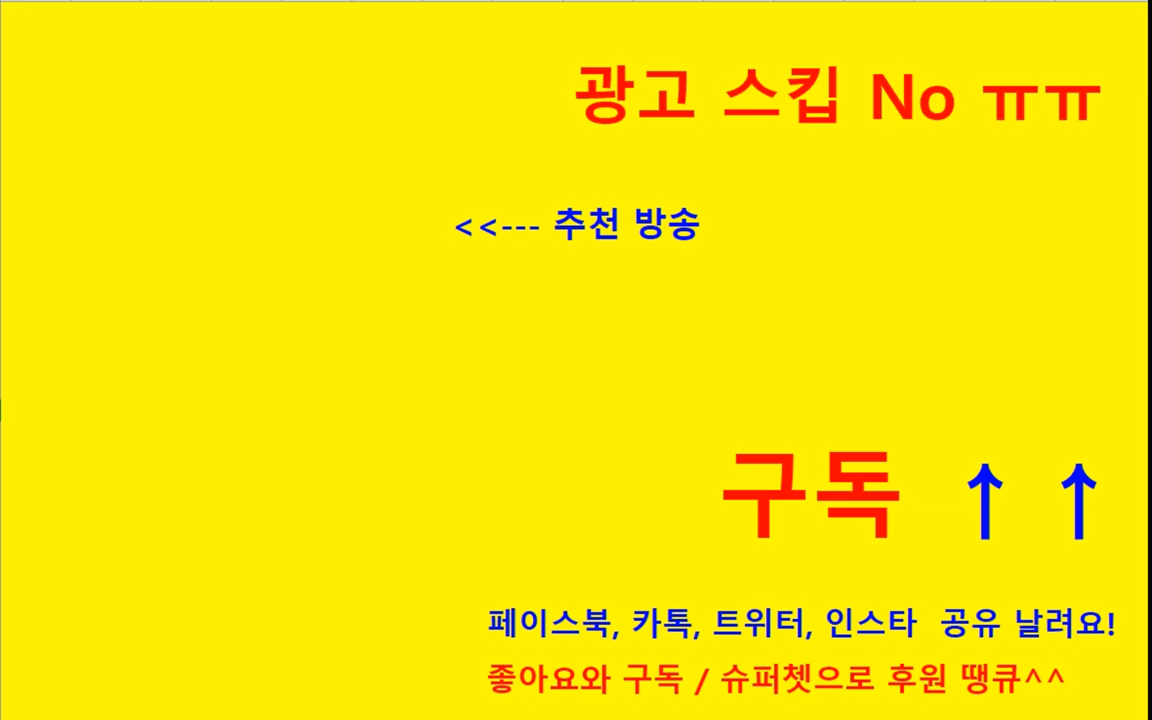 광고 스킵 No ㅠㅠ
<<--- 추천 방송
구독 ↑ ↑
페이스북, 카톡, 트위터, 인스타 공유 날려요!
좋아요와 구독 / 슈퍼쳇으로 후원 땡큐^^